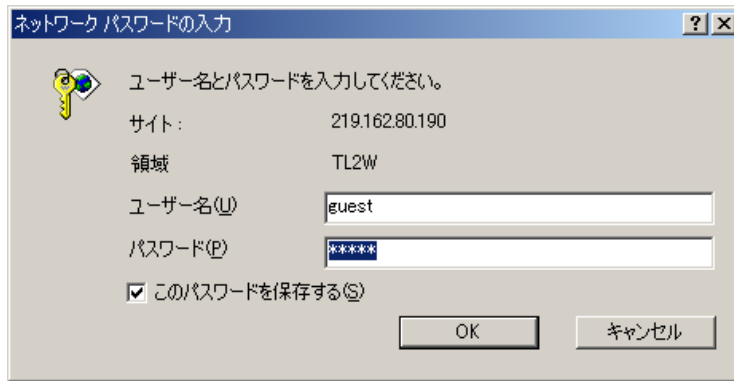 ネットワーク パスワードの入力
ユーザー名とパスワードを入力してください。
サイト: 219.162.80.190
領域 TL2W
ユーザー名(U) guest
パスワード(P) *****
このパスワードを保存する(S)
OK キャンセル